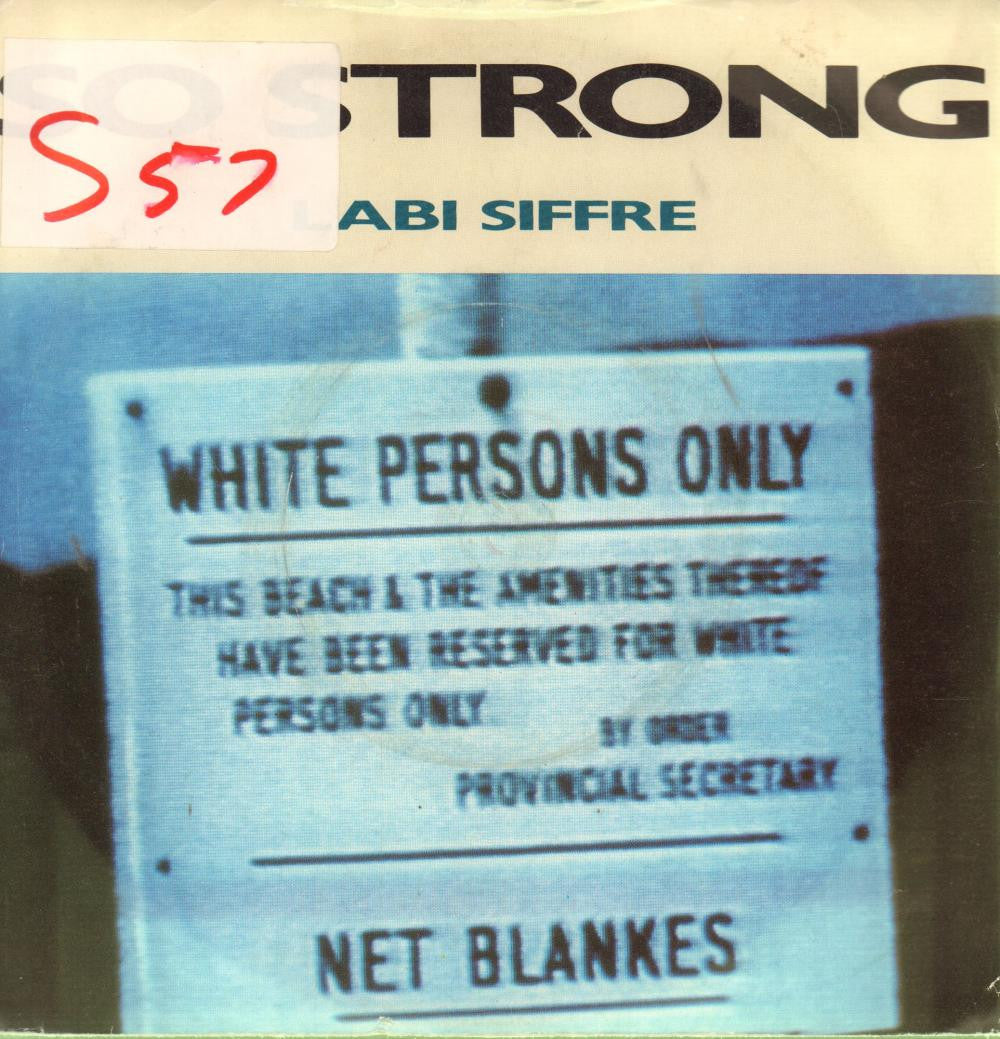 SO STRONG
S57
LABI SIFFRE
WHITE PERSONS ONLY
THIS BEACH & THE AMENITIES THEREOF
HAVE BEEN RESERVED FOR WHITE
PERSONS ONLY.
BY ORDER
PROVINCIAL SECRETARY
NET BLANKES